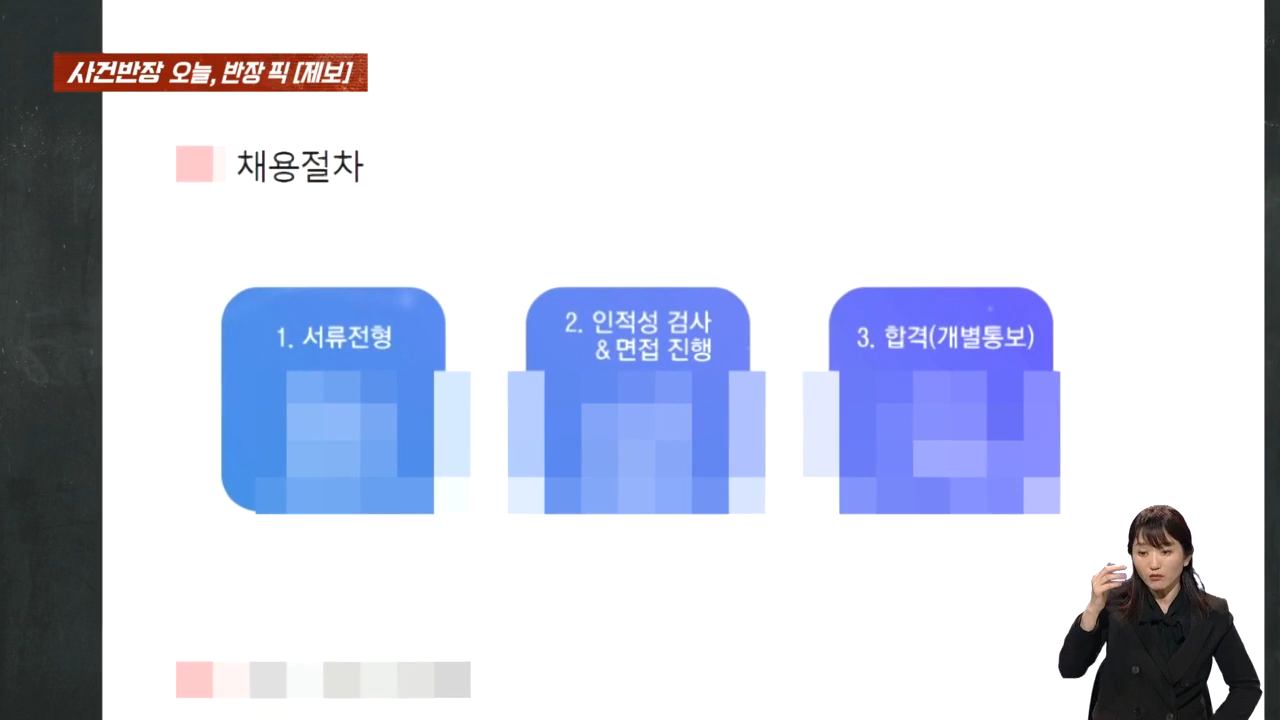 사건반장 오늘, 반장 픽 [제보]
채용절차
1. 서류전형
2. 인적성 검사
& 면접 진행
3. 합격(개별통보)